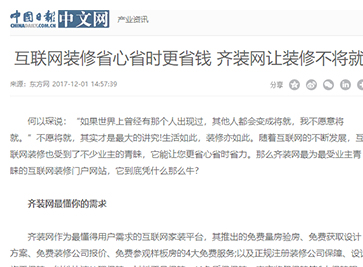 中国日报 中文网 产业资讯
CHINADAILY.COM.CN
互联网装修省心省时更省钱 齐装网让装修不将就
来源：东方网 2017-12-01 14:57:39 分享
何以琛说："如果世界上曾经有那个人出现过，其他人都会变成将就，我不愿意将
就。"不愿将就，其实才是最大的讲究!生活如此，装修亦如此。随着互联网的不断发展，互
联网装修也受到了不少业主的青睐，它能让您更省心省时省力。那么齐装网最为最受业主青
睐的互联网装修门户网站，它到底凭什么那么牛?
齐装网最是懂你的需求
齐装网作为最懂得用户需求的互联网家装平台，其推出的免费量房验房、免费获取设计
方案、免费装修公司报价、免费参观样板房的4大免费服务;以及正规注册装修公司保障、设